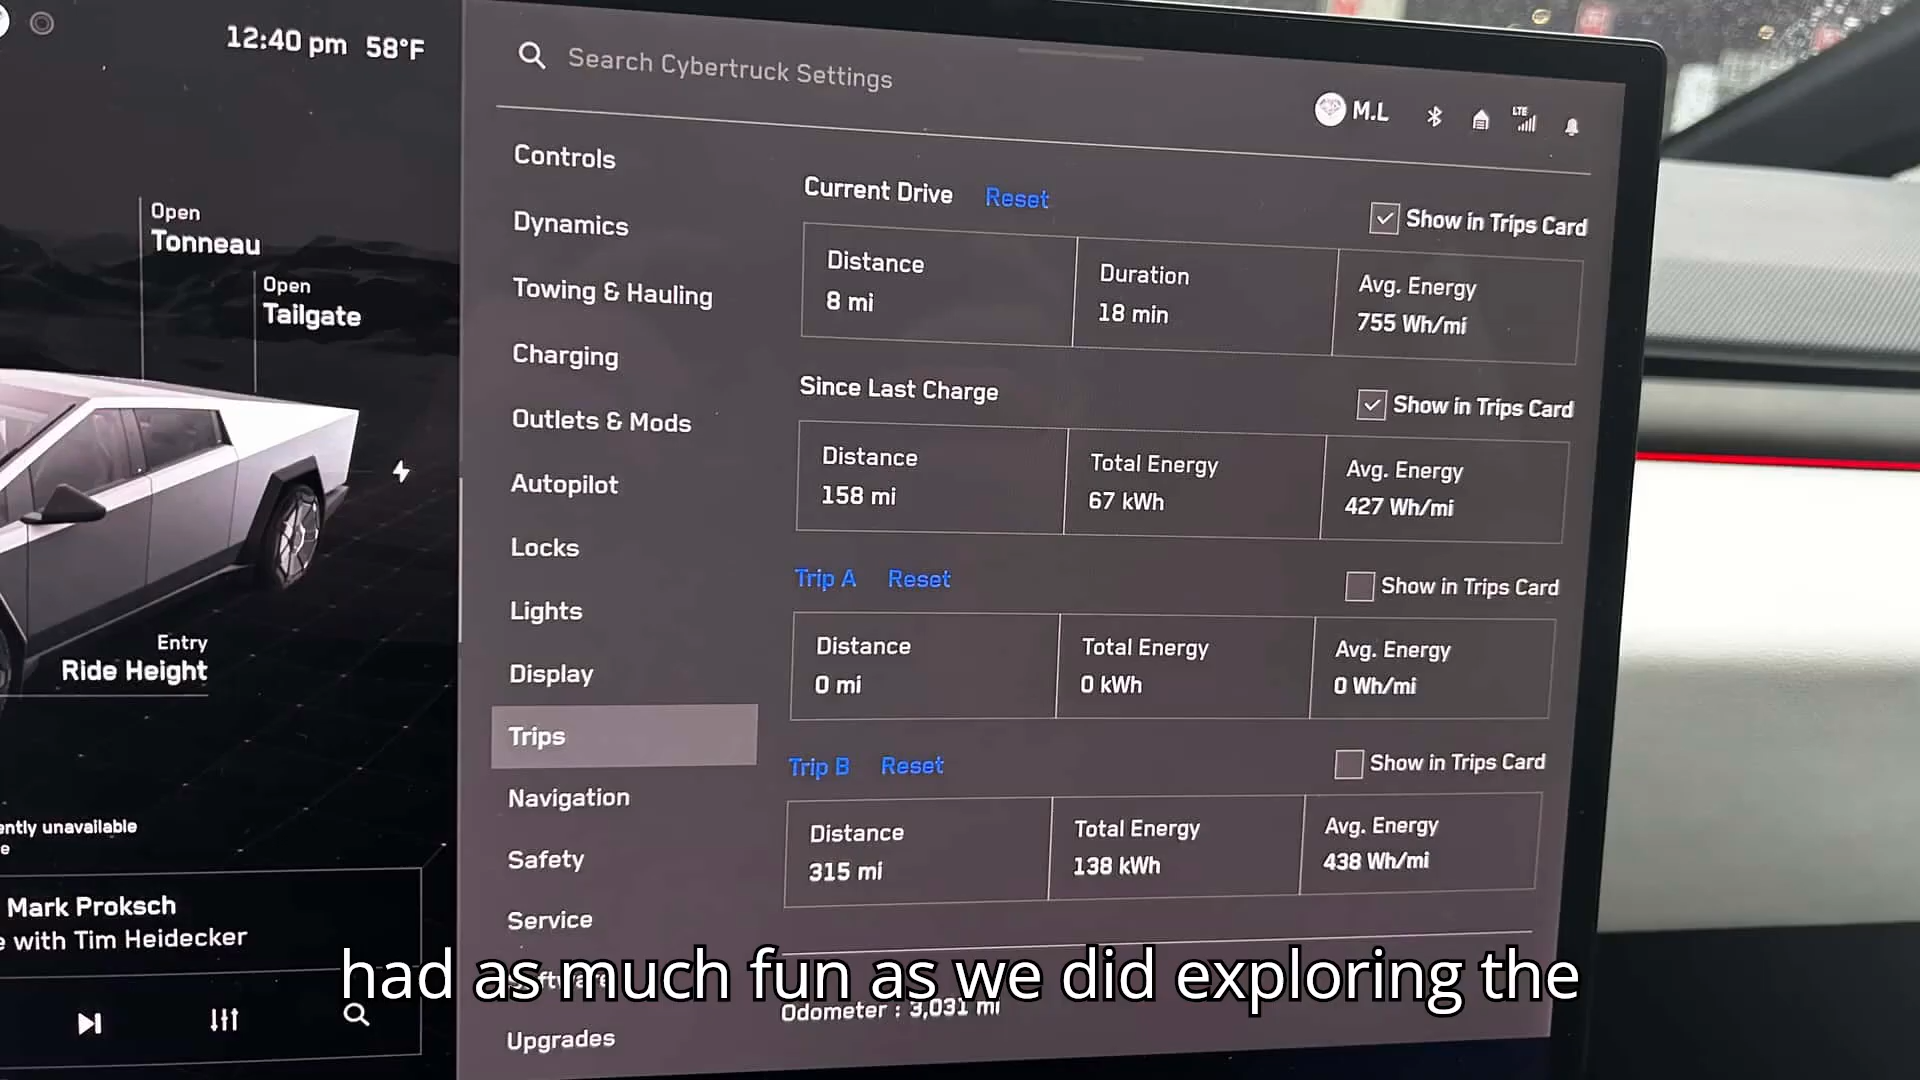 12:40 pm 58°F
Open
Tonneau
Open
Tailgate
Entry
Ride Height
ently unavailable
e
Mark Proksch
e with Tim Heidecker
Search Cybertruck Settings
M.L
LTE
Controls
Dynamics
Towing & Hauling
Charging
Outlets & Mods
Autopilot
Locks
Lights
Display
Trips
Navigation
Safety
Service
Software
Upgrades
Current Drive Reset
Show in Trips Card
Distance
8 mi
Duration
18 min
Avg. Energy
755 Wh/mi
Since Last Charge
Show in Trips Card
Distance
158 mi
Total Energy
67 kWh
Avg. Energy
427 Wh/mi
Trip A Reset
Show in Trips Card
Distance
0 mi
Total Energy
0 kWh
Avg. Energy
0 Wh/mi
Trip B Reset
Show in Trips Card
Distance
315 mi
Total Energy
138 kWh
Avg. Energy
438 Wh/mi
Odometer : 3,031 mi
had as much fun as we did exploring the